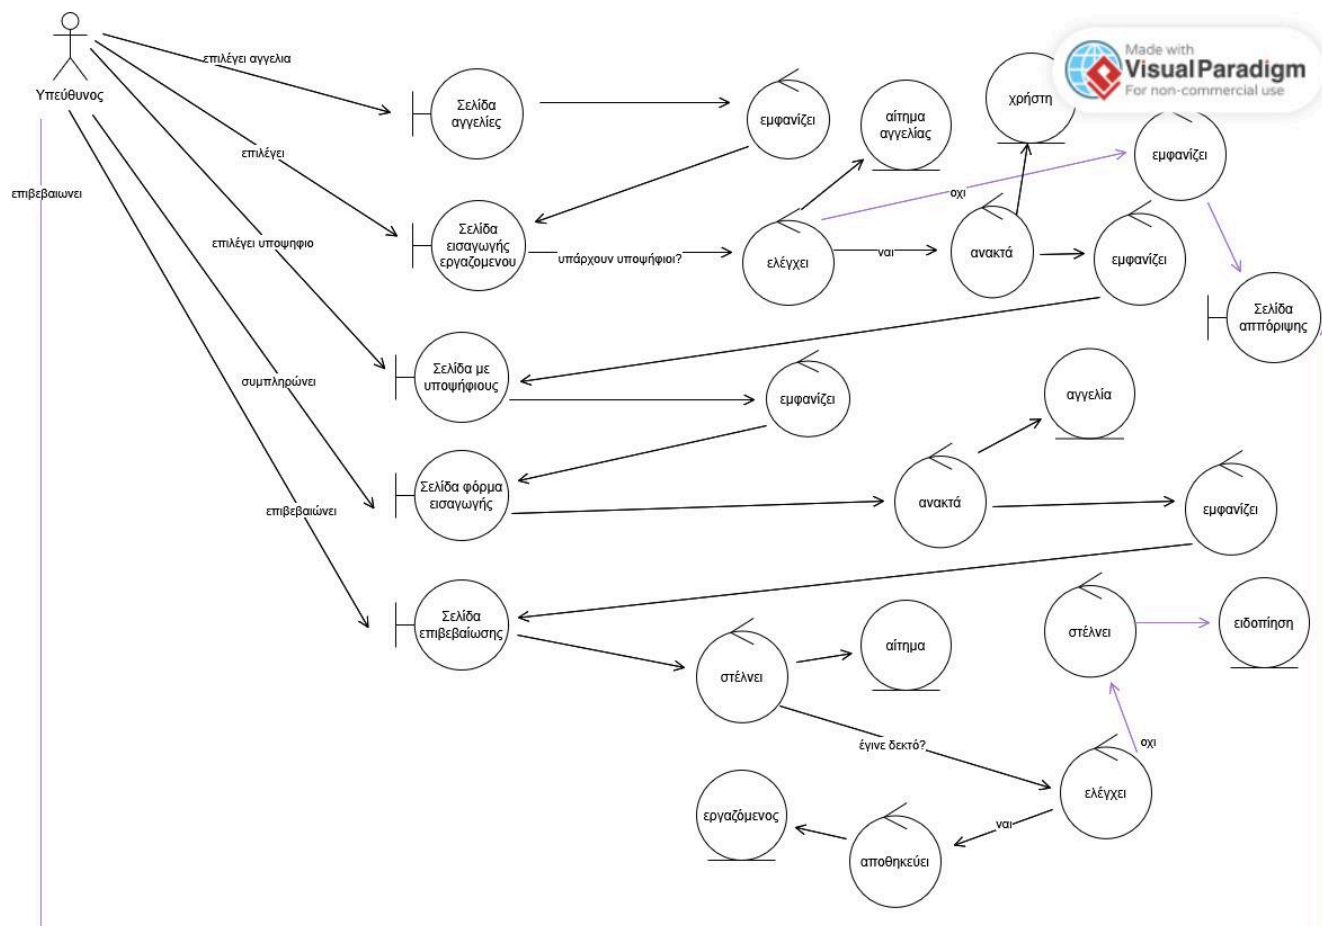 Made with
Visual Paradigm
For non-commercial use
Υπεύθυνος
επιλέγει αγγελια
Σελίδα
αγγελίες
εμφανίζει
αίτημα
αγγελίας
χρήστη
εμφανίζει
επιλέγει
επιβεβαιωνει
οχι
Σελίδα
εισαγωγής
εργαζομενου
επιλέγει υποψηφιο
υπάρχουν υποψήφιοι?
ελέγχει
ναι
ανακτά
εμφανίζει
Σελίδα
αππόριψης
Σελίδα με
υποψήφιους
συμπληρώνει
εμφανίζει
αγγελία
Σελίδα φόρμα
εισαγωγής
επιβεβαιώνει
ανακτά
εμφανίζει
Σελίδα
επιβεβαίωσης
στέλνει
αίτημα
στέλνει
ειδοπίηση
έγινε δεκτό?
οχι
ελέγχει
ναι
εργαζόμενος
αποθηκεύει